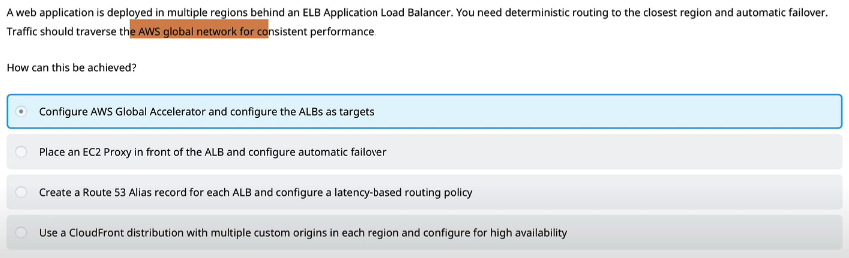 A web application is deployed in multiple regions behind an ELB Application Load Balancer. You need deterministic routing to the closest region and automatic failover.
Traffic should traverse the AWS global network for consistent performance
How can this be achieved?
Configure AWS Global Accelerator and configure the ALBs as targets
Place an EC2 Proxy in front of the ALB and configure automatic failover
Create a Route 53 Alias record for each ALB and configure a latency-based routing policy
Use a CloudFront distribution with multiple custom origins in each region and configure for high availability